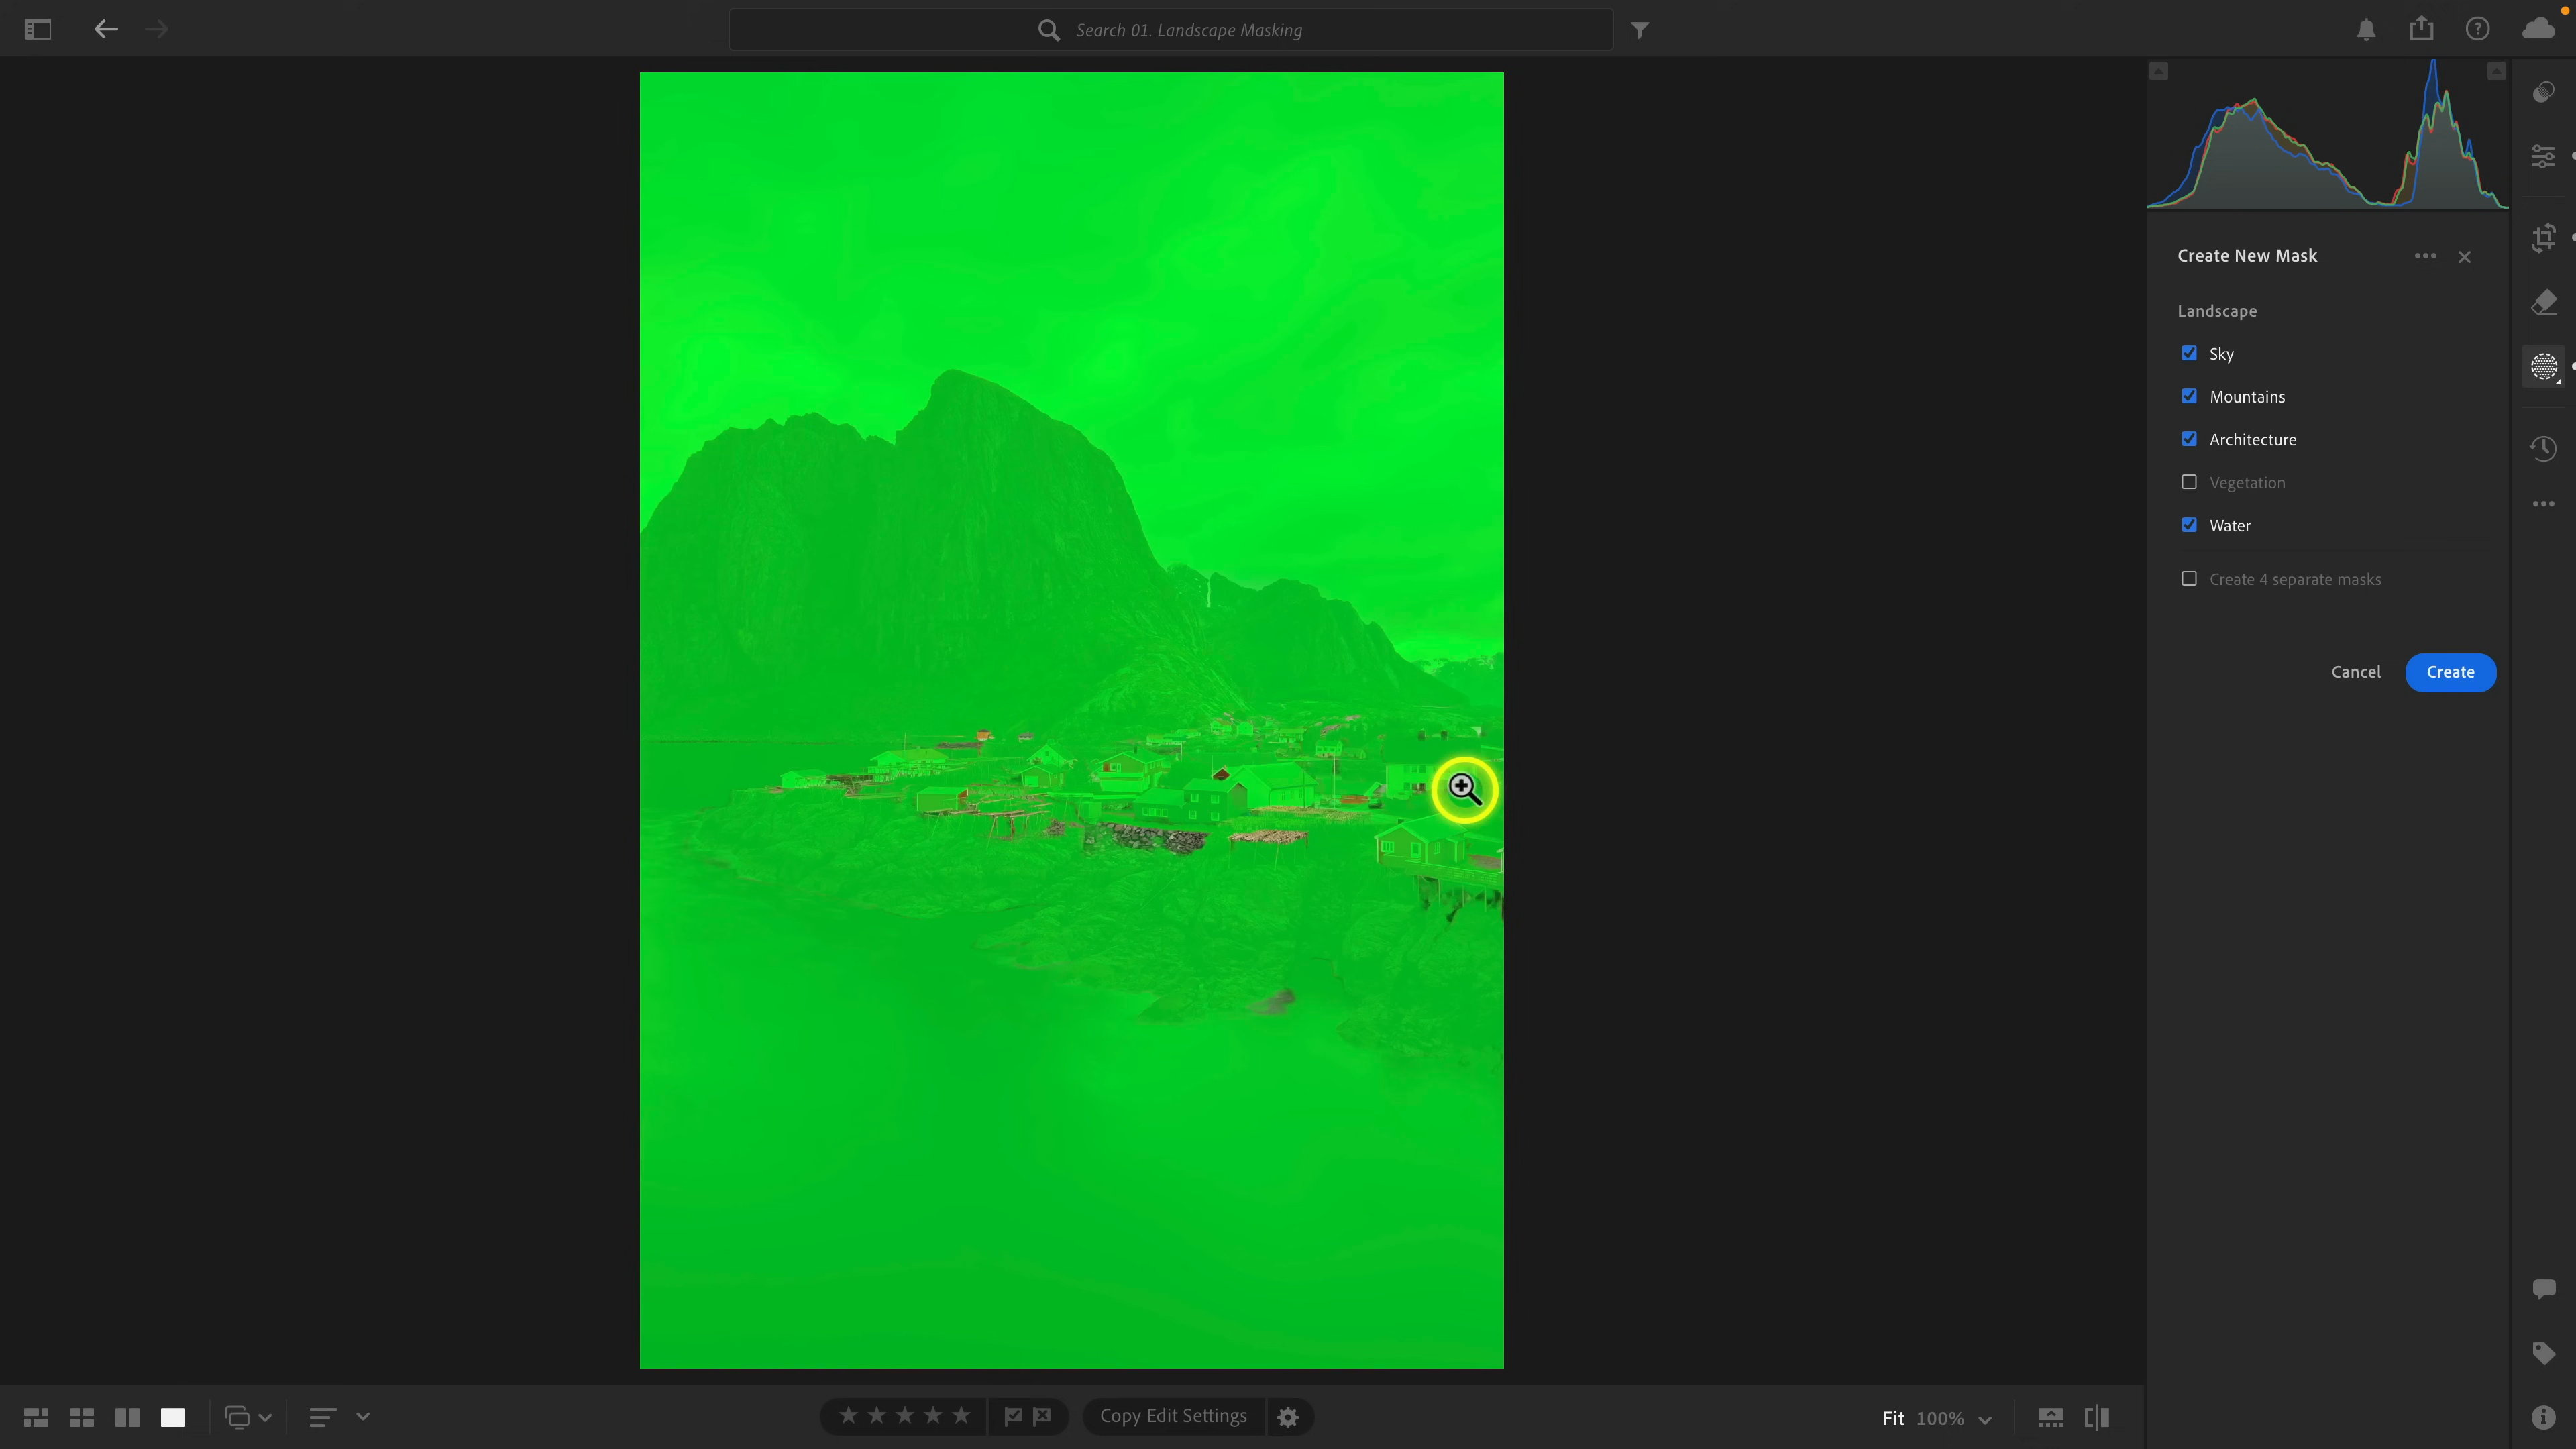 Search 01. Landscape Masking
Create New Mask
Landscape
Sky
Mountains
Architecture
Vegetation
Water
Create 4 separate masks
Cancel
Create
Copy Edit Settings
Fit 100%